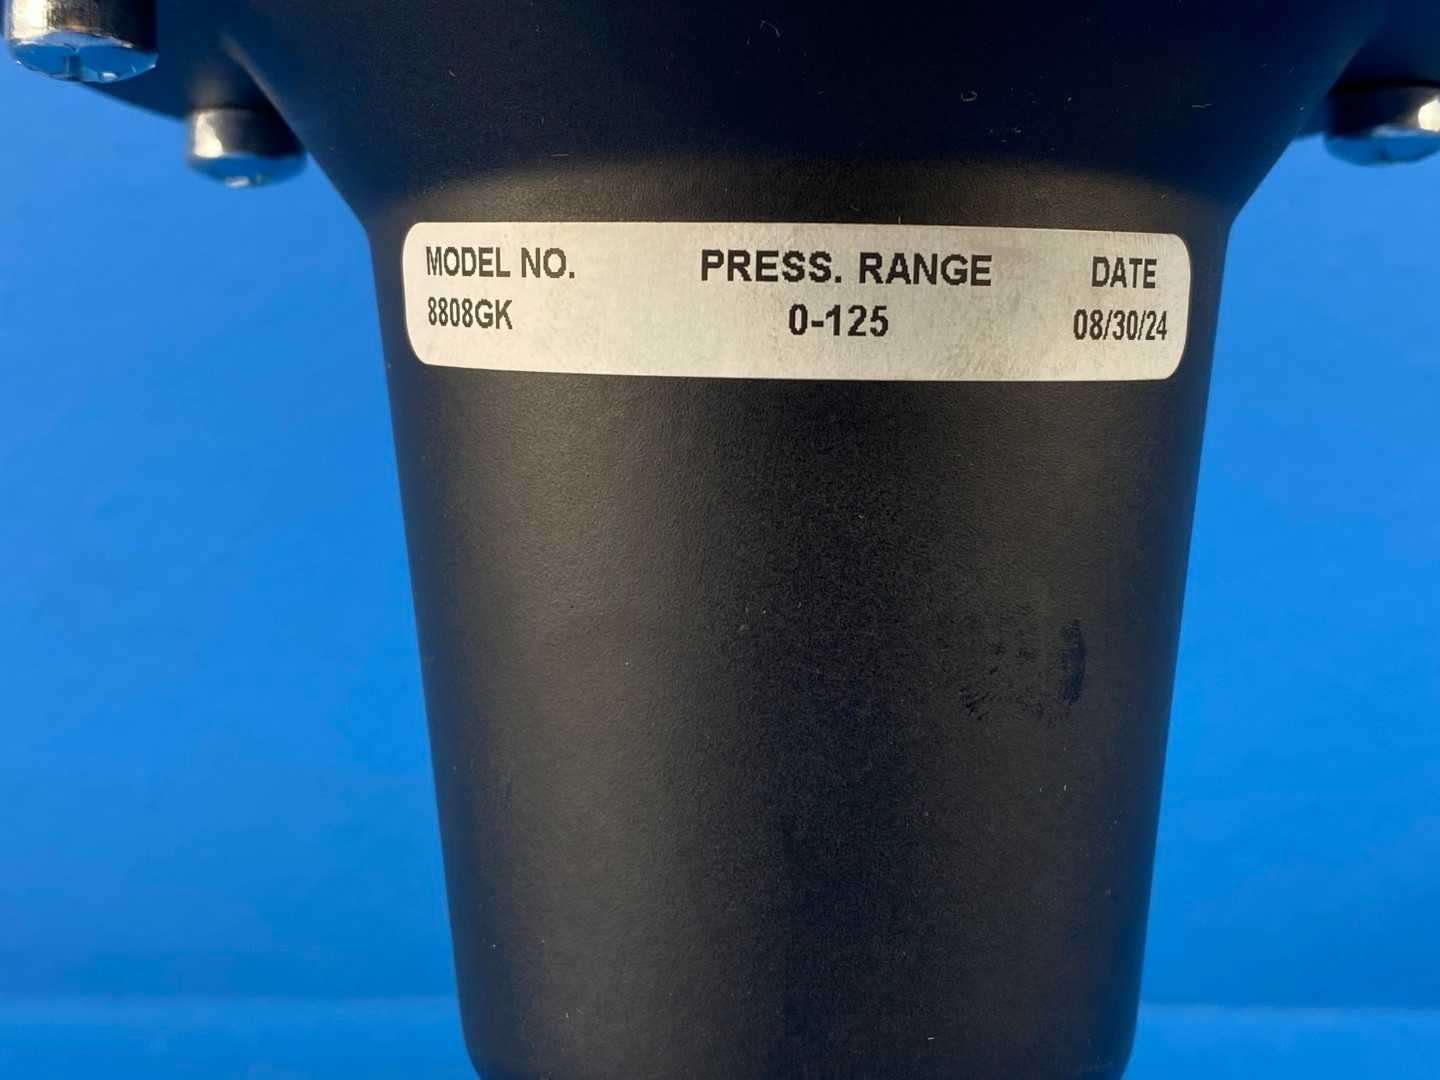 MODEL NO. PRESS. RANGE DATE
8808GK 0-125 08/30/24